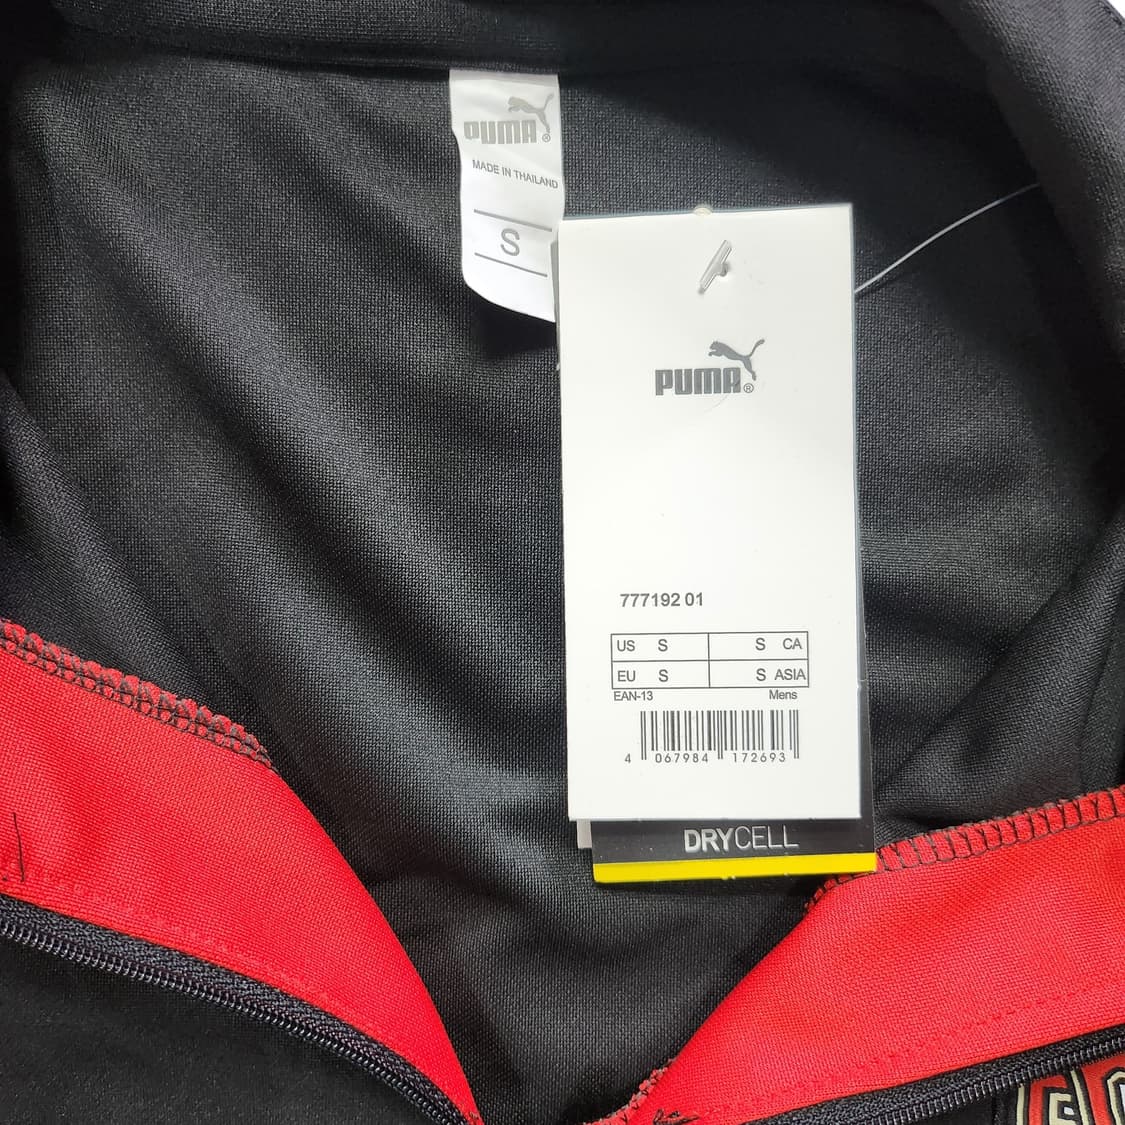 PUMA®
MADE IN THAILAND
S
PUMA®
777192 01
US S S CA
EU S S ASIA
EAN-13 Mens
4 067984 172693
DRYCELL